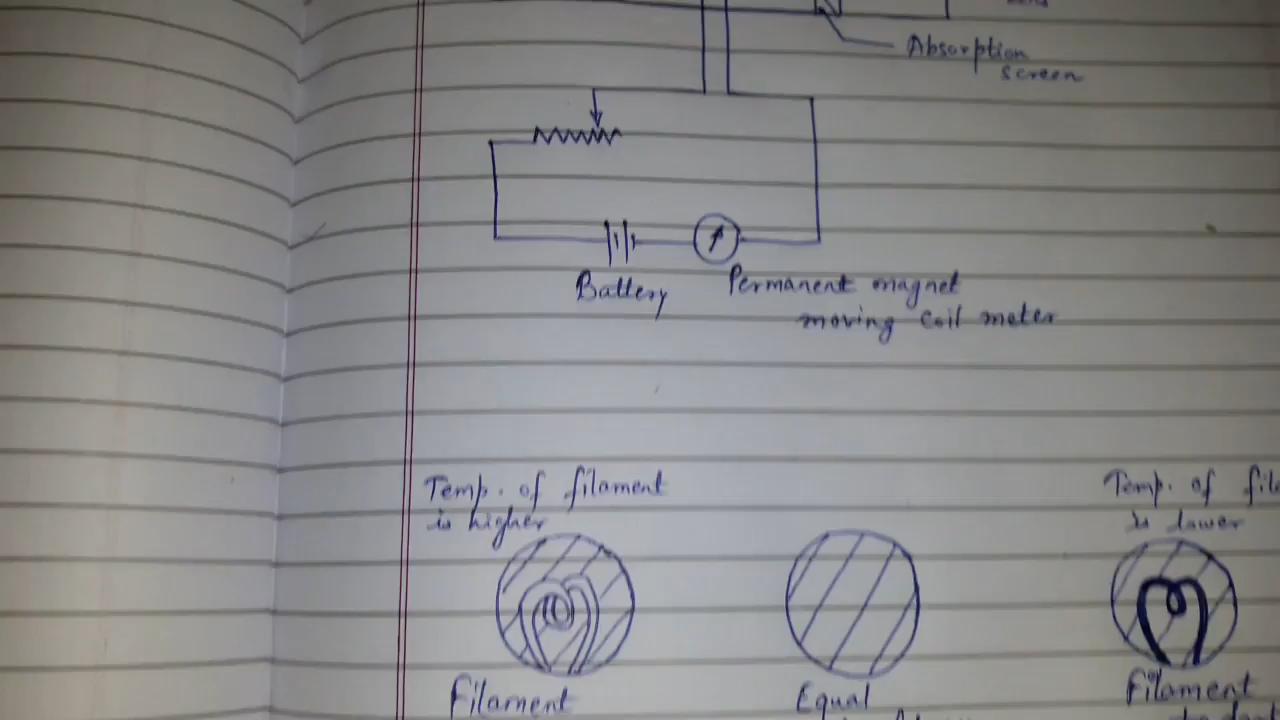 Absorption
screen
Battery
Permanent magnet
moving coil meter
Temp. of filament
is higher
Temp. of
is lower
Filament
Equal
Filament